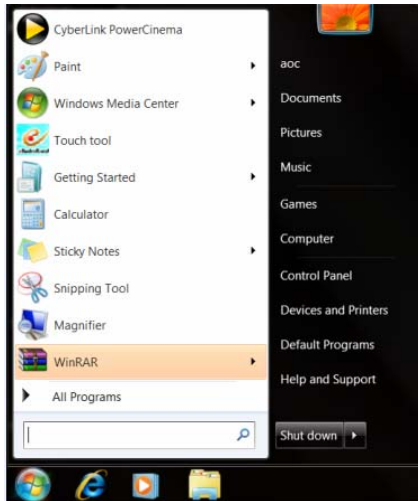 CyberLink PowerCinema
Paint
Windows Media Center
Touch tool
Getting Started
Calculator
Sticky Notes
Snipping Tool
Magnifier
WinRAR
All Programs
aoc
Documents
Pictures
Music
Games
Computer
Control Panel
Devices and Printers
Default Programs
Help and Support
Shut down